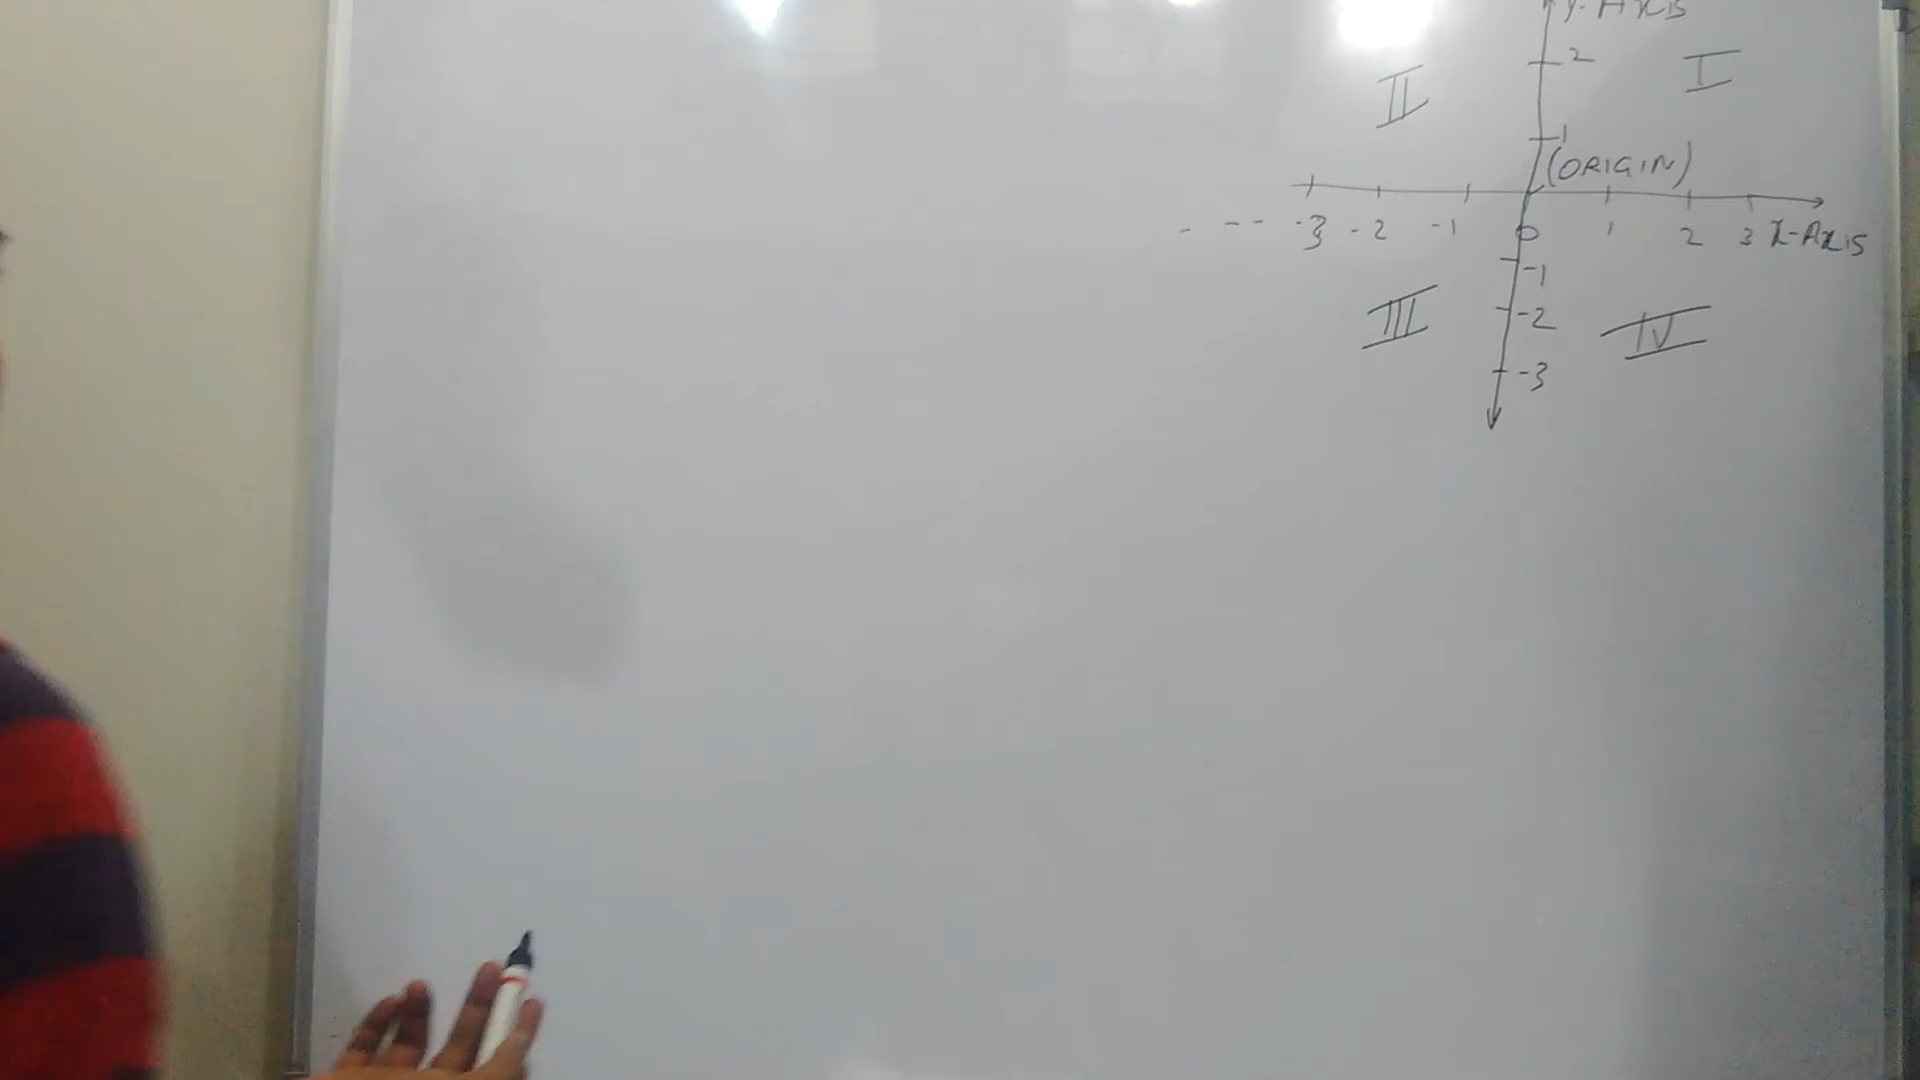 Y-AXIS
2
II I
1
(ORIGIN)
- -- -3 -2 -1 0 1 2 3 X-AXIS
-1
III -2 IV
-3